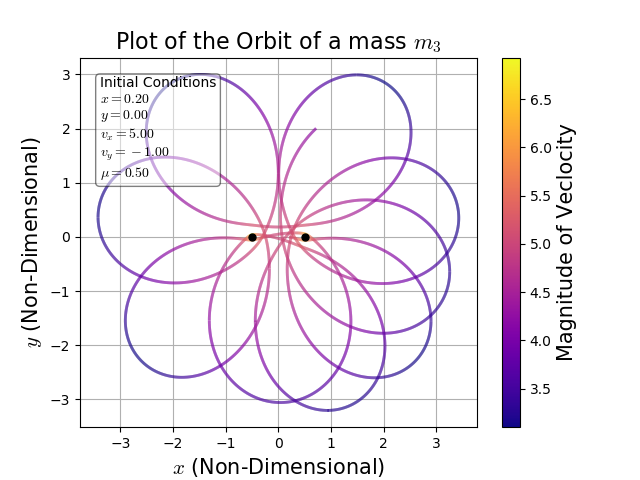 Plot of the Orbit of a mass m₃
Initial Conditions
x = 0.20
y = 0.00
vₓ = 5.00
v_y = −1.00
μ = 0.50
3
2
1
0
−1
−2
−3
y (Non-Dimensional)
−3 −2 −1 0 1 2 3
x (Non-Dimensional)
6.5
6.0
5.5
5.0
4.5
4.0
3.5
Magnitude of Veclocity